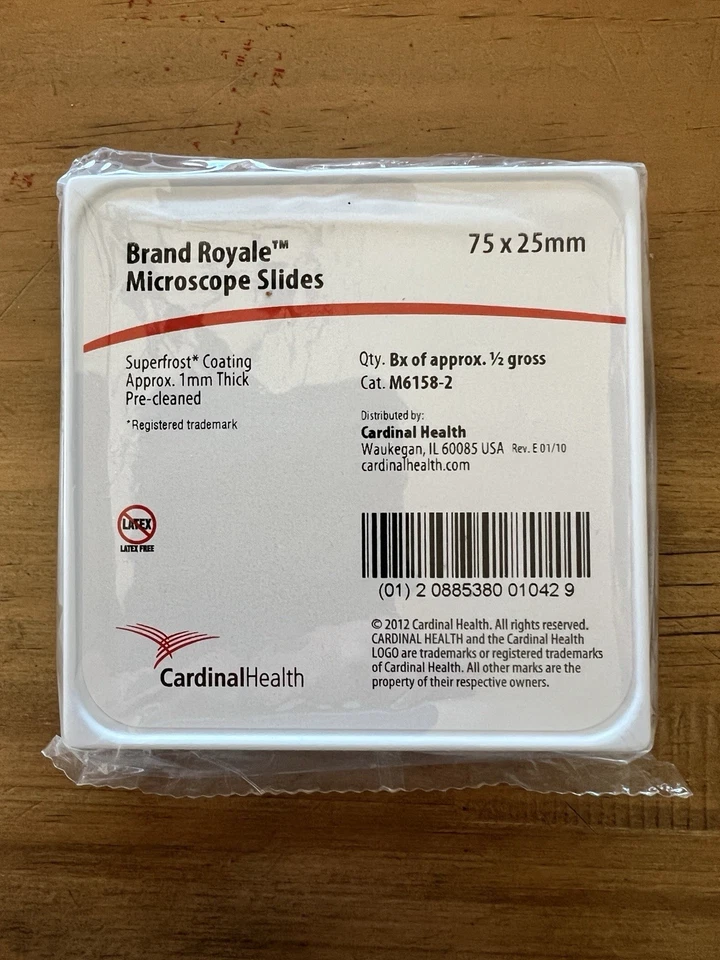 Brand Royale™
Microscope Slides
75 x 25mm
Superfrost* Coating
Approx. 1mm Thick
Pre-cleaned
*Registered trademark
Qty. Bx of approx. ½ gross
Cat. M6158-2
Distributed by:
Cardinal Health
Waukegan, IL 60085 USA Rev. E 01/10
cardinalhealth.com
LATEX
LATEX FREE
(01) 2 0885380 01042 9
CardinalHealth
© 2012 Cardinal Health. All rights reserved.
CARDINAL HEALTH and the Cardinal Health
LOGO are trademarks or registered trademarks
of Cardinal Health. All other marks are the
property of their respective owners.